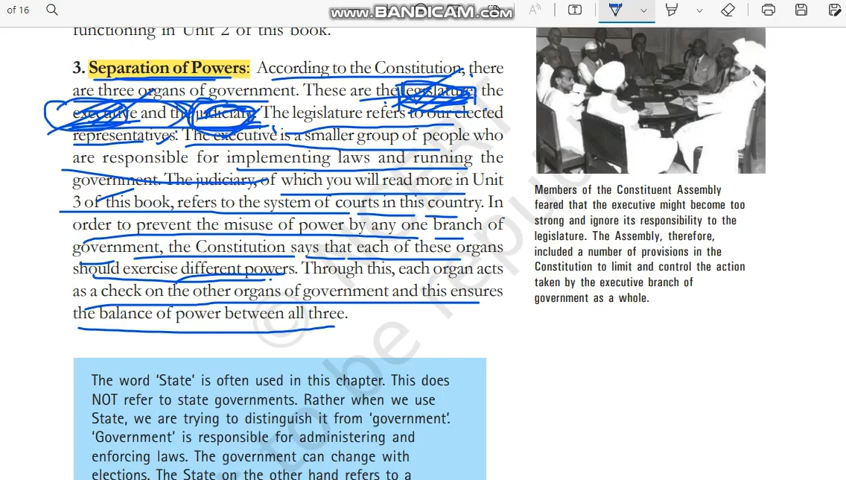 of 16
www.BANDICAM.com
functioning in Unit 2 of this book.
3. Separation of Powers: According to the Constitution, there
are three organs of government. These are the legislature, the
executive and the judiciary. The legislature refers to our elected
representatives. The executive is a smaller group of people who
are responsible for implementing laws and running the
government. The judiciary, of which you will read more in Unit
3 of this book, refers to the system of courts in this country. In
order to prevent the misuse of power by any one branch of
government, the Constitution says that each of these organs
should exercise different powers. Through this, each organ acts
as a check on the other organs of government and this ensures
the balance of power between all three.
Members of the Constituent Assembly
feared that the executive might become too
strong and ignore its responsibility to the
legislature. The Assembly, therefore,
included a number of provisions in the
Constitution to limit and control the action
taken by the executive branch of
government as a whole.
The word 'State' is often used in this chapter. This does
NOT refer to state governments. Rather when we use
State, we are trying to distinguish it from 'government'.
'Government' is responsible for administering and
enforcing laws. The government can change with
elections. The State on the other hand refers to a